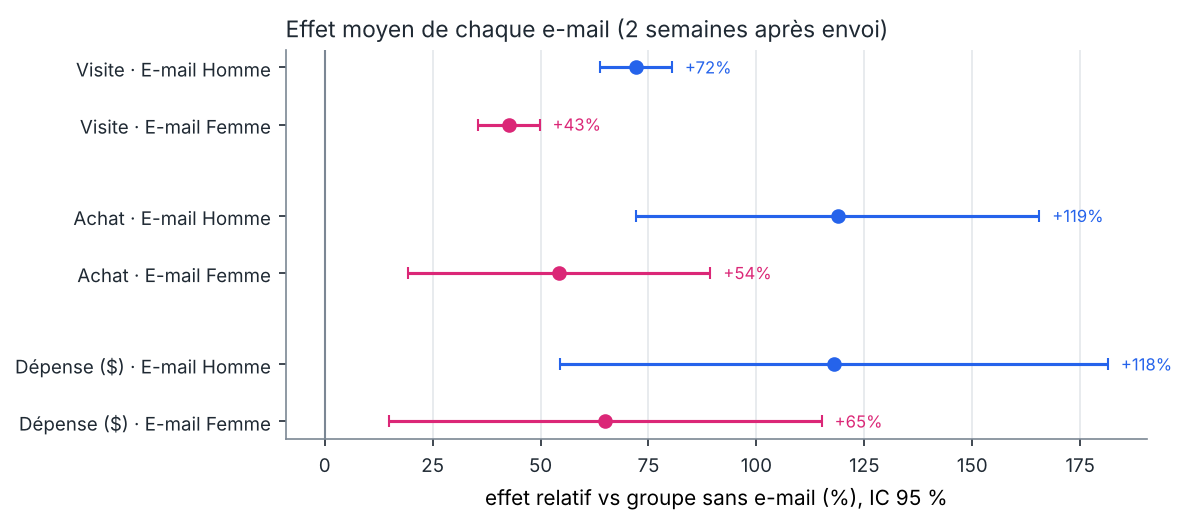 Effet moyen de chaque e-mail (2 semaines après envoi)
Visite · E-mail Homme
+72%
Visite · E-mail Femme
+43%
Achat · E-mail Homme
+119%
Achat · E-mail Femme
+54%
Dépense ($) · E-mail Homme
+118%
Dépense ($) · E-mail Femme
+65%
0 25 50 75 100 125 150 175
effet relatif vs groupe sans e-mail (%), IC 95 %